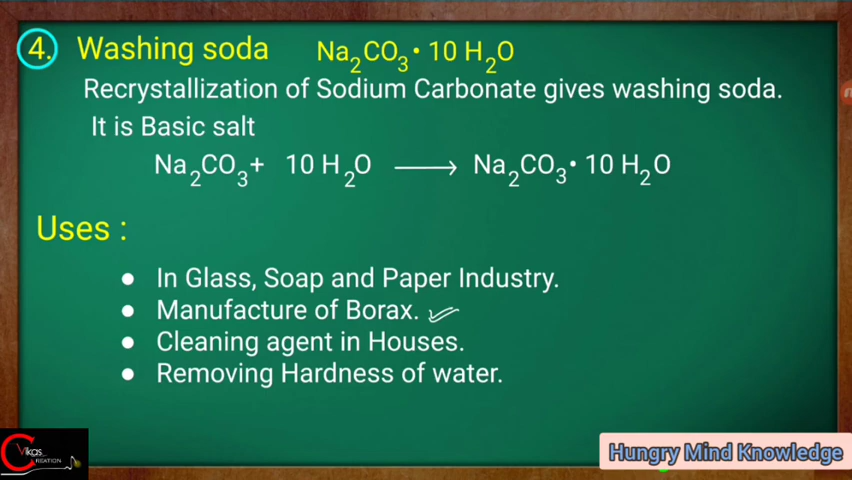 4. Washing soda Na2CO3 • 10 H2O
Recrystallization of Sodium Carbonate gives washing soda.
It is Basic salt
Na2CO3+ 10 H2O ⟶ Na2CO3 • 10 H2O
Uses :
● In Glass, Soap and Paper Industry.
● Manufacture of Borax.
● Cleaning agent in Houses.
● Removing Hardness of water.
Vikas
CREATION
Hungry Mind Knowledge